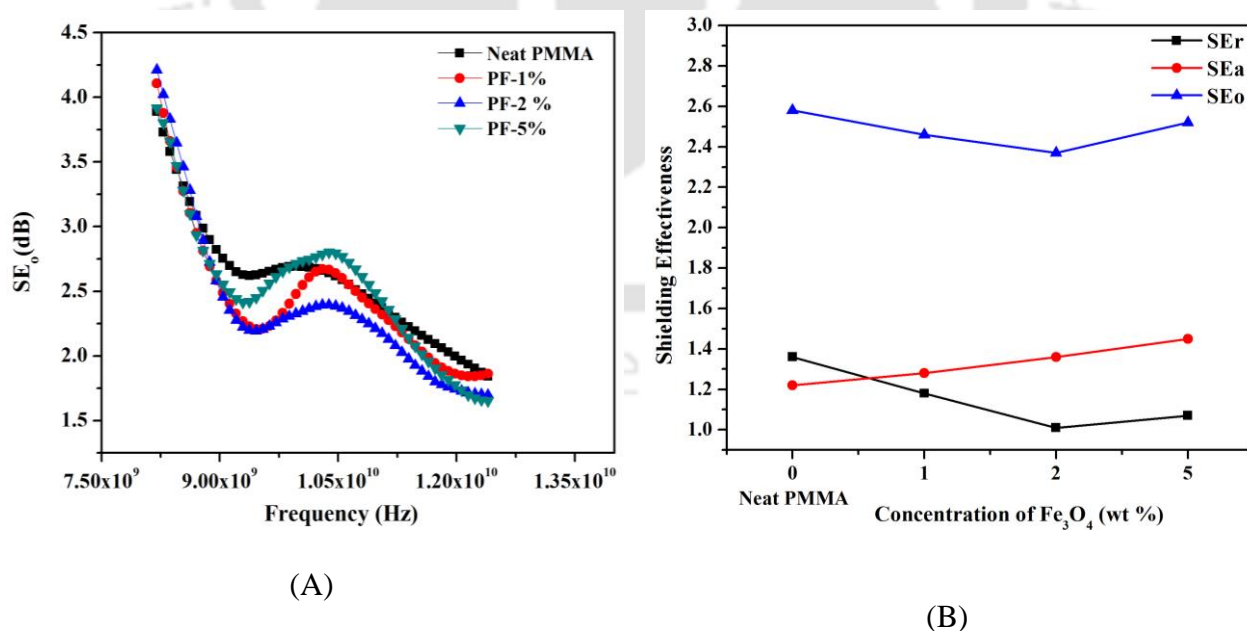 4.5
4.0
3.5
3.0
2.5
2.0
1.5
SEₒ(dB)
Neat PMMA
PF-1%
PF-2 %
PF-5%
7.50x10⁹ 9.00x10⁹ 1.05x10¹⁰ 1.20x10¹⁰ 1.35x10¹⁰
Frequency (Hz)
(A)
3.0
2.8
2.6
2.4
2.2
2.0
1.8
1.6
1.4
1.2
1.0
Shielding Effectiveness
SEr
SEa
SEo
0 1 2 5
Neat PMMA
Concentration of Fe₃O₄ (wt %)
(B)